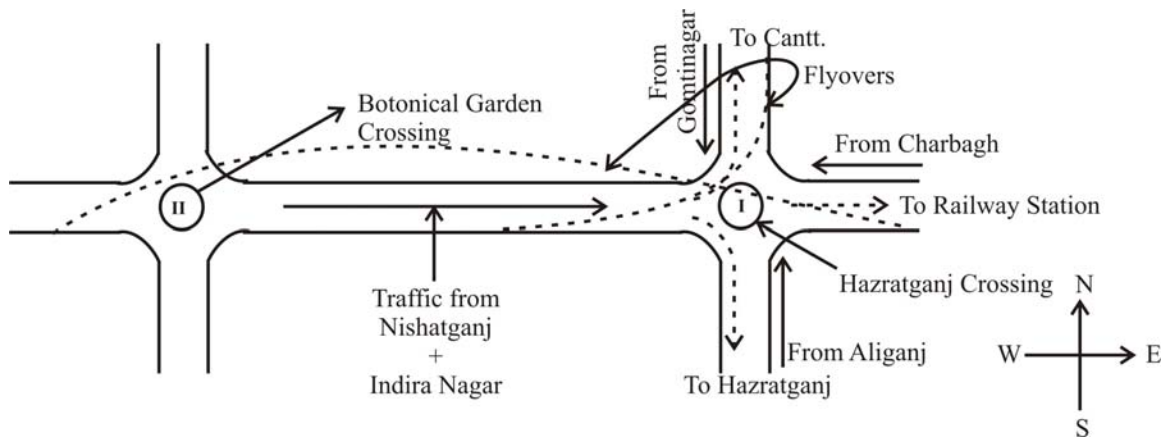 To Cantt.
From
Gomtinagar
Flyovers
Botonical Garden
Crossing
From Charbagh
II
I
To Railway Station
Traffic from
Nishatganj
+
Indira Nagar
Hazratganj Crossing
From Aliganj
To Hazratganj
N
W
E
S